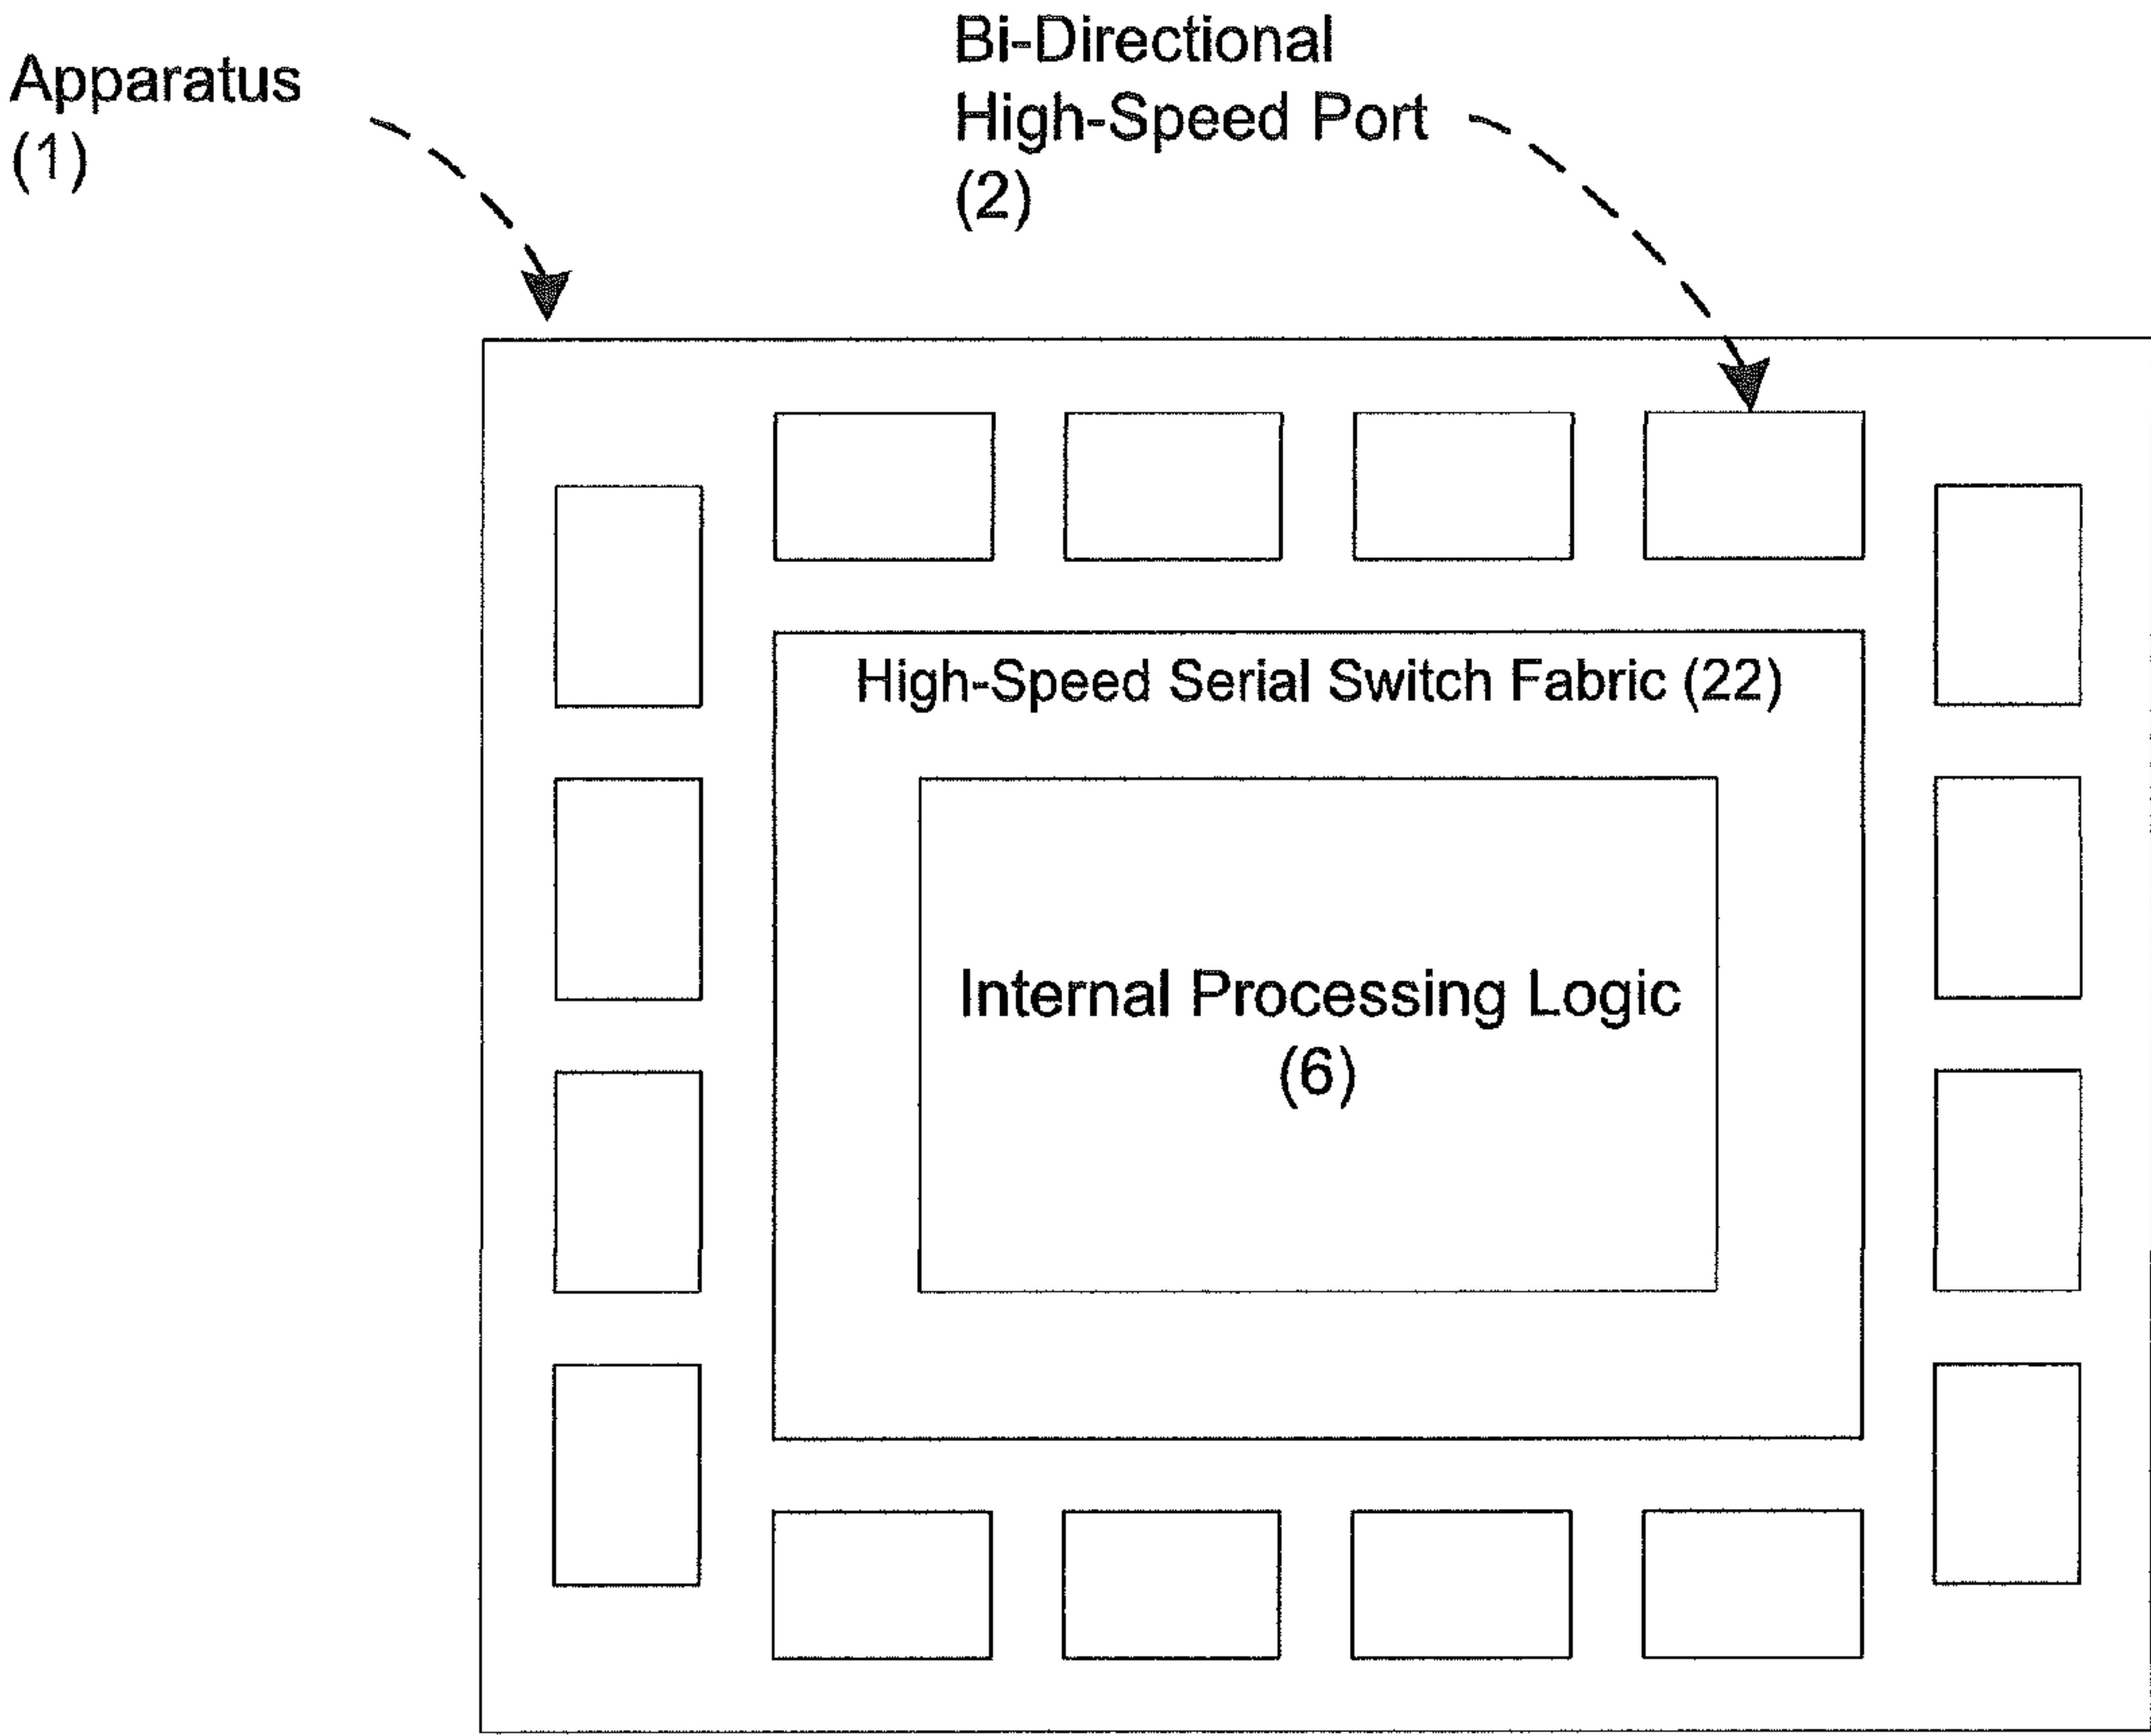 Apparatus
(1)
Bi-Directional
High-Speed Port
(2)
High-Speed Serial Switch Fabric (22)
Internal Processing Logic
(6)